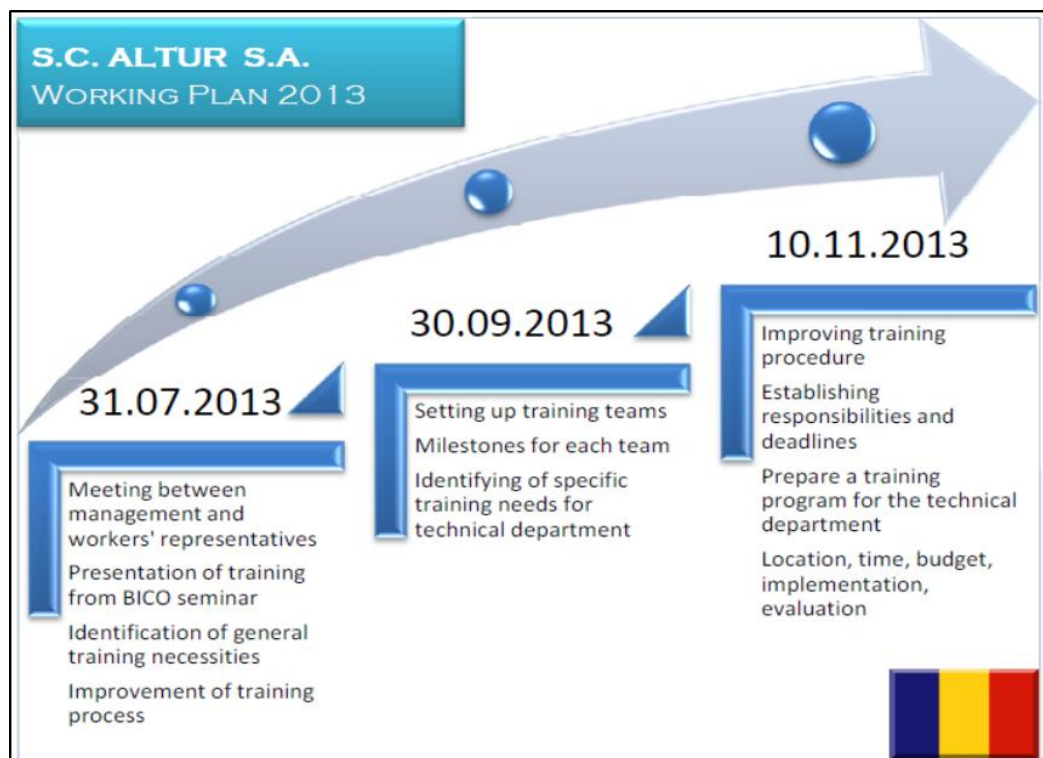 S.C. ALTUR S.A.
WORKING PLAN 2013
31.07.2013
Meeting between
management and
workers' representatives
Presentation of training
from BICO seminar
Identification of general
training necessities
Improvement of training
process
30.09.2013
Setting up training teams
Milestones for each team
Identifying of specific
training needs for
technical department
10.11.2013
Improving training
procedure
Establishing
responsibilities and
deadlines
Prepare a training
program for the technical
department
Location, time, budget,
implementation,
evaluation